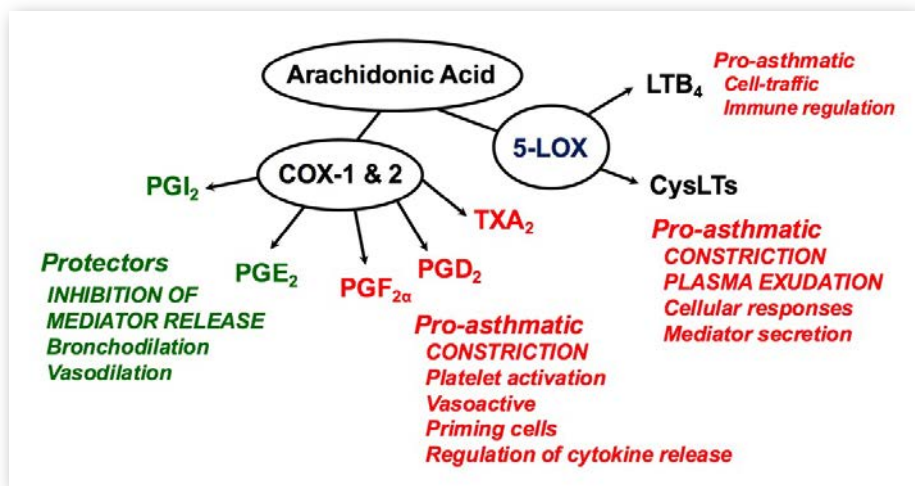 Arachidonic Acid
COX-1 & 2
5-LOX
LTB₄
Pro-asthmatic
Cell-traffic
Immune regulation
CysLTs
Pro-asthmatic
CONSTRICTION
PLASMA EXUDATION
Cellular responses
Mediator secretion
PGI₂
PGE₂
Protectors
INHIBITION OF
MEDIATOR RELEASE
Bronchodilation
Vasodilation
PGF₂α
PGD₂
TXA₂
Pro-asthmatic
CONSTRICTION
Platelet activation
Vasoactive
Priming cells
Regulation of cytokine release